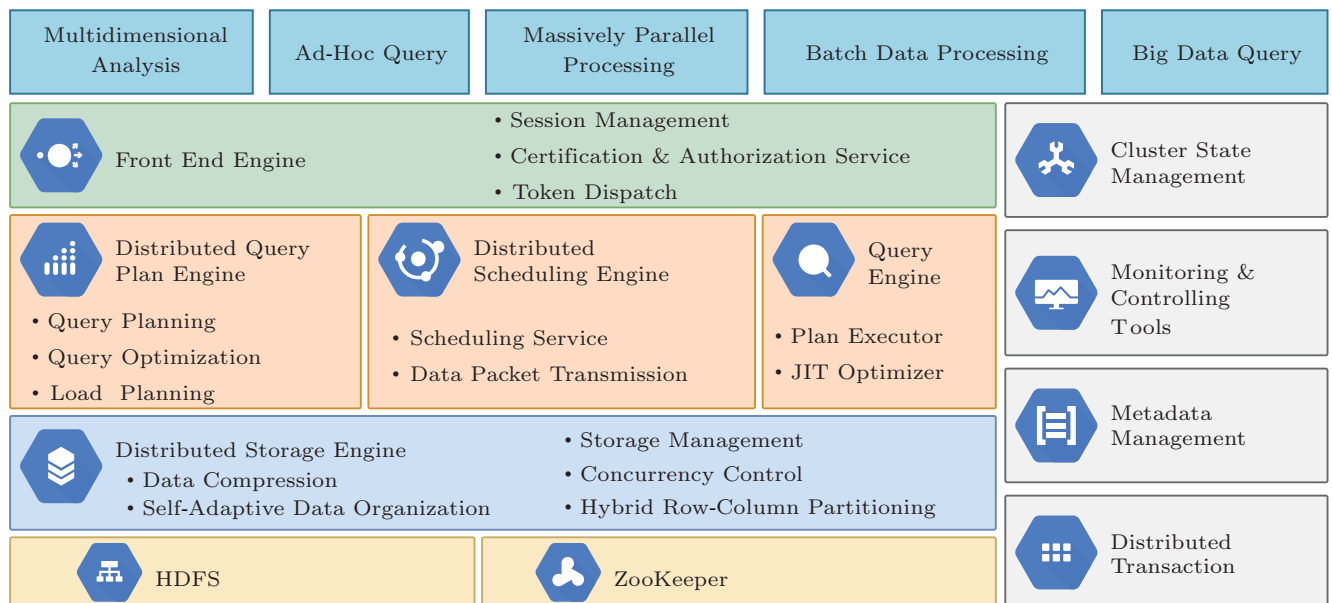 Multidimensional
Analysis
Ad-Hoc Query
Massively Parallel
Processing
Batch Data Processing
Big Data Query
Front End Engine
• Session Management
• Certification & Authorization Service
• Token Dispatch
Distributed Query
Plan Engine
• Query Planning
• Query Optimization
• Load Planning
Distributed
Scheduling Engine
• Scheduling Service
• Data Packet Transmission
Query
Engine
• Plan Executor
• JIT Optimizer
Distributed Storage Engine
• Data Compression
• Self-Adaptive Data Organization
• Storage Management
• Concurrency Control
• Hybrid Row-Column Partitioning
HDFS
ZooKeeper
Cluster State
Management
Monitoring &
Controlling
Tools
Metadata
Management
Distributed
Transaction